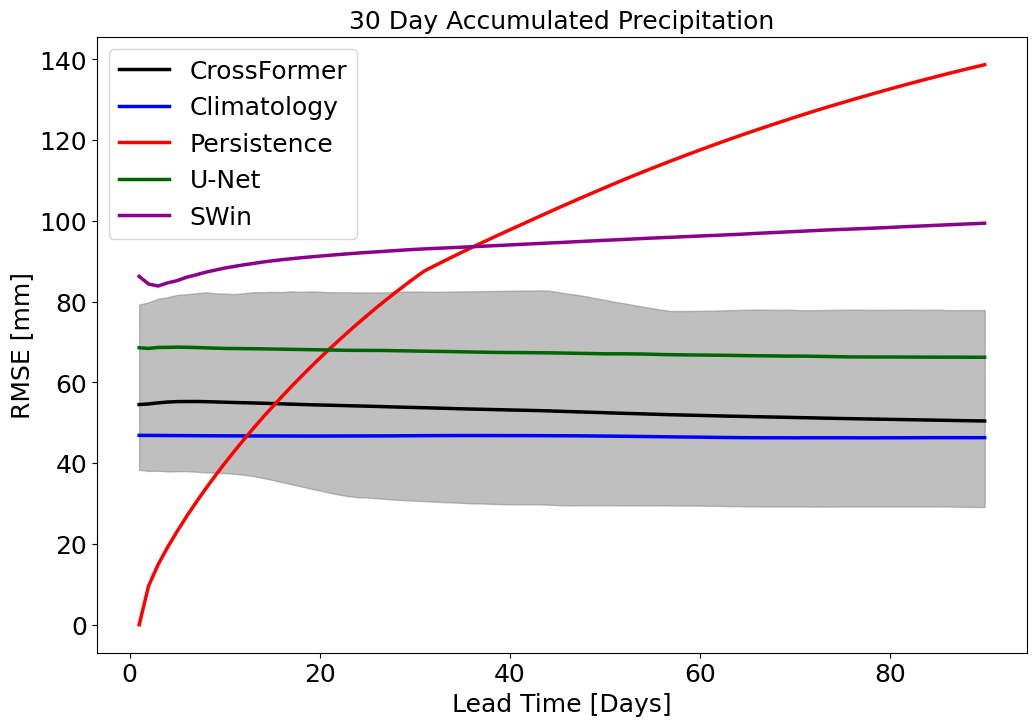 30 Day Accumulated Precipitation
CrossFormer
Climatology
Persistence
U-Net
SWin
RMSE [mm]
140
120
100
80
60
40
20
0
0 20 40 60 80
Lead Time [Days]